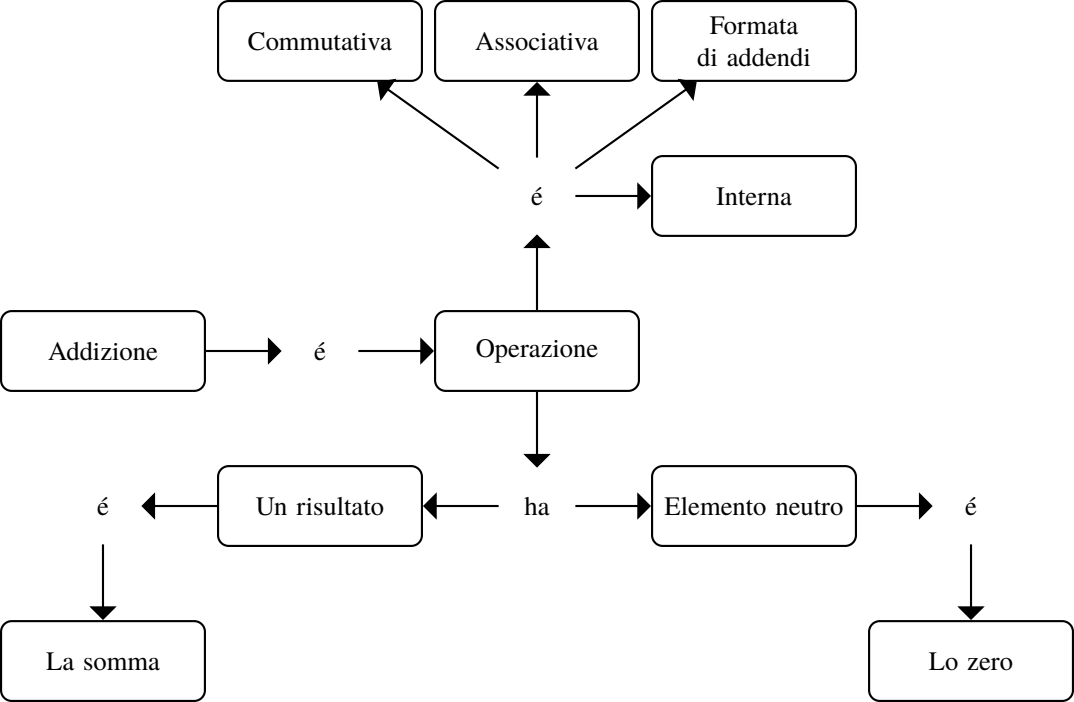 Commutativa
Associativa
Formata
di addendi
é
Interna
Addizione
é
Operazione
é
Un risultato
ha
Elemento neutro
é
La somma
Lo zero